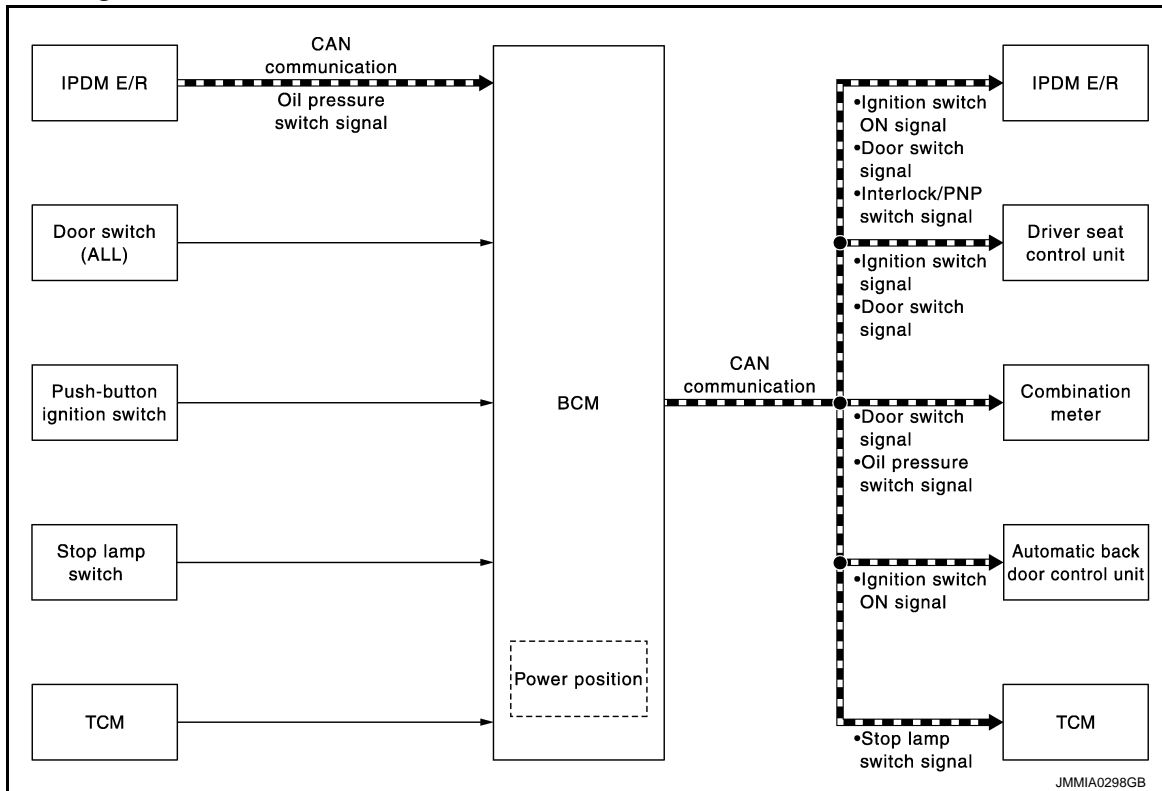 IPDM E/R
CAN
communication
Oil pressure
switch signal
Door switch
(ALL)
Push-button
ignition switch
Stop lamp
switch
TCM
BCM
Power position
CAN
communication
IPDM E/R
•Ignition switch
ON signal
•Door switch
signal
•Interlock/PNP
switch signal
Driver seat
control unit
•Ignition switch
signal
•Door switch
signal
Combination
meter
•Door switch
signal
•Oil pressure
switch signal
Automatic back
door control unit
•Ignition switch
ON signal
TCM
•Stop lamp
switch signal
JMMIA0298GB